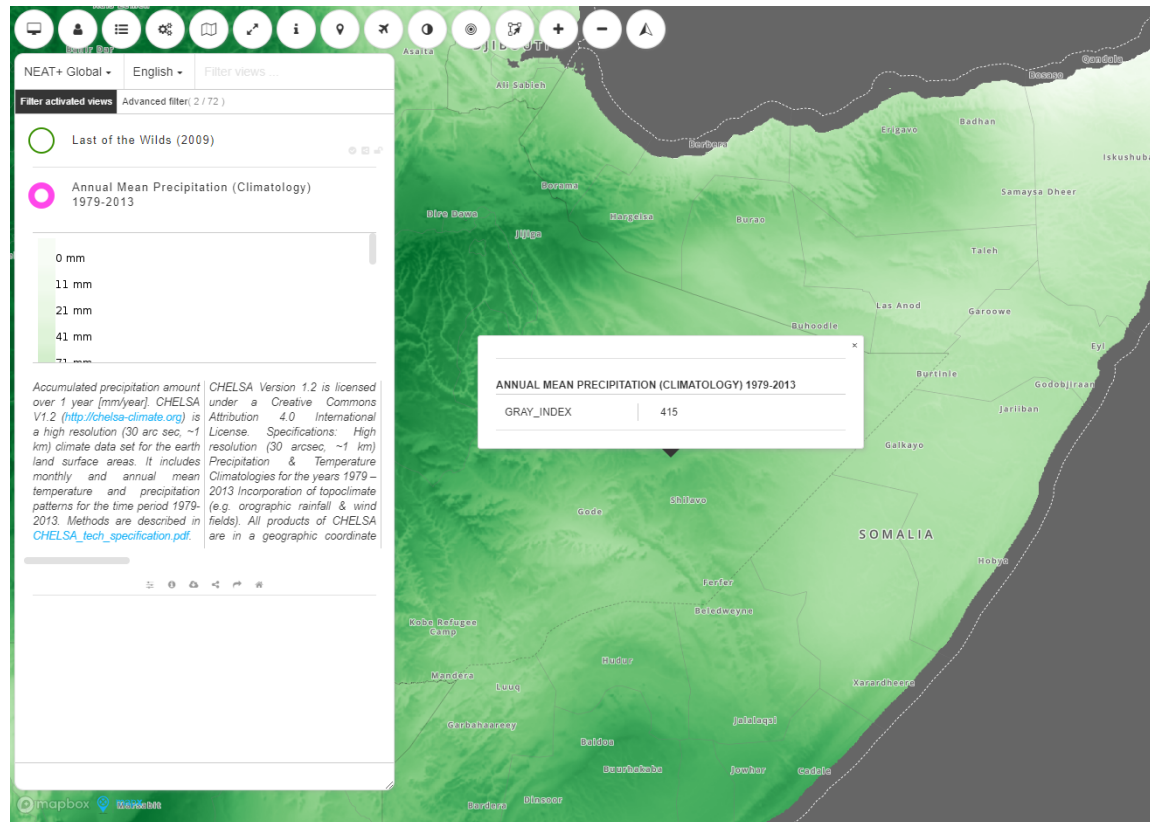 NEAT+ Global
English
Filter views ...
Filter activated views
Advanced filter( 2 / 72 )
Last of the Wilds (2009)
Annual Mean Precipitation (Climatology)
1979-2013
0 mm
11 mm
21 mm
41 mm
71 mm
Accumulated precipitation amount
over 1 year [mm/year]. CHELSA
V1.2 (http://chelsa-climate.org) is
a high resolution (30 arc sec, ~1
km) climate data set for the earth
land surface areas. It includes
monthly and annual mean
temperature and precipitation
patterns for the time period 1979-
2013. Methods are described in
CHELSA_tech_specification.pdf.
CHELSA Version 1.2 is licensed
under a Creative Commons
Attribution 4.0 International
License. Specifications: High
resolution (30 arcsec, ~1 km)
Precipitation & Temperature
Climatologies for the years 1979 –
2013 Incorporation of topoclimate
(e.g. orographic rainfall & wind
fields). All products of CHELSA
are in a geographic coordinate
mapbox
Asaita
DJIBOUTI
Ali Sabieh
Qandala
Bosaso
Badhan
Erigavo
Berbera
Iskushuba
Borama
Samaysa Dheer
Dire Dawa
Hargeisa
Burao
Jijiga
Taleh
Las Anod
Garoowe
Buhoodle
Eyl
ANNUAL MEAN PRECIPITATION (CLIMATOLOGY) 1979-2013
GRAY_INDEX
415
Burtinle
Godobjiraan
Jariiban
Galkayo
Shilavo
Gode
SOMALIA
Hobyo
Ferfer
Beledweyne
Kobe Refugee
Camp
Hudur
Mandera
Luuq
Xarardheere
Garbahaarey
Jalalaqsi
Baidoa
Buurhakaba
Jowhar
Cadale
Bardera
Dinsoor